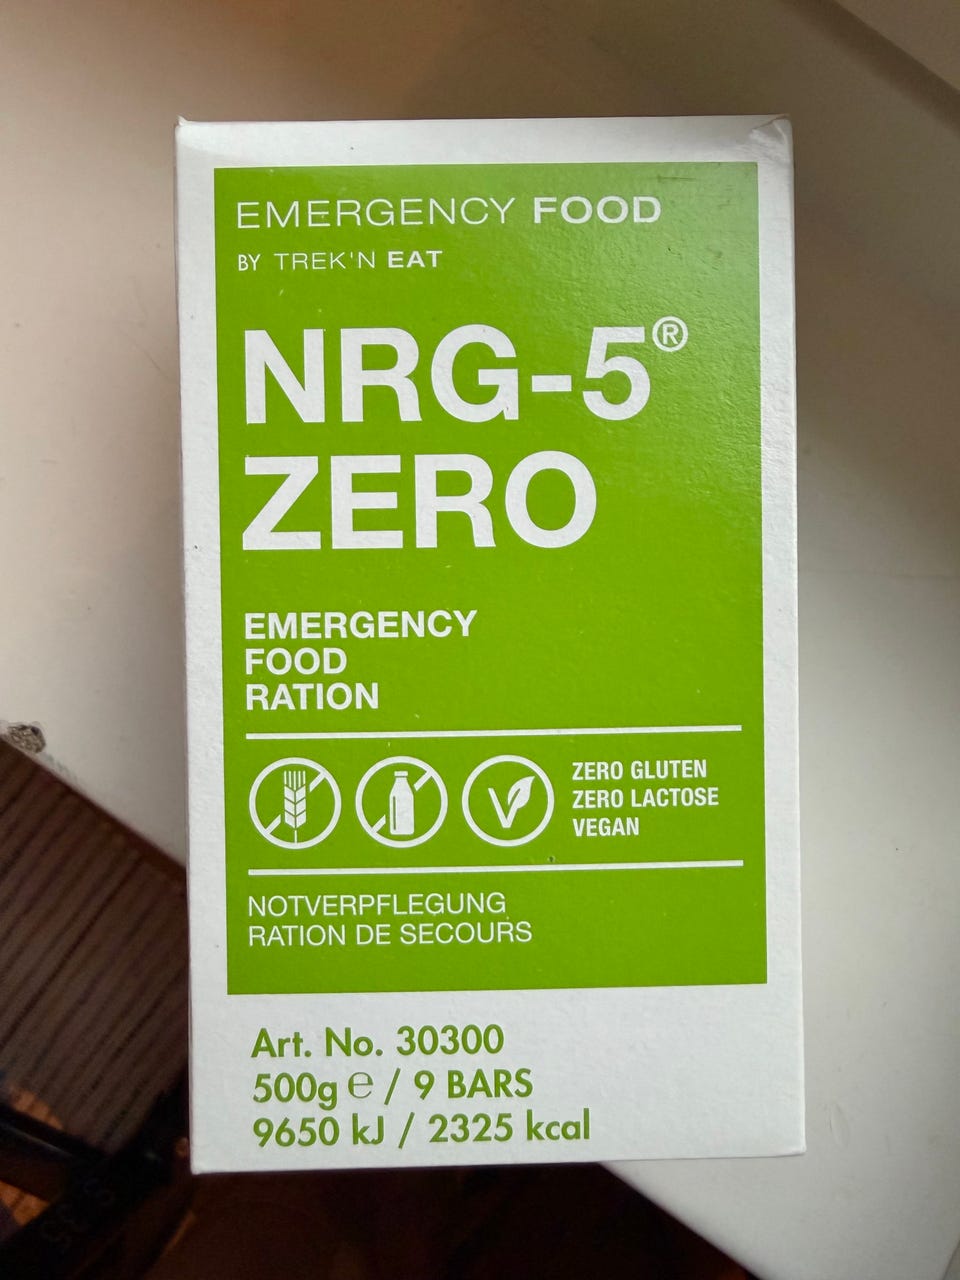 EMERGENCY FOOD
BY TREK'N EAT
NRG-5®
ZERO
EMERGENCY
FOOD
RATION
ZERO GLUTEN
ZERO LACTOSE
VEGAN
NOTVERPFLEGUNG
RATION DE SECOURS
Art. No. 30300
500g ℮ / 9 BARS
9650 kJ / 2325 kcal